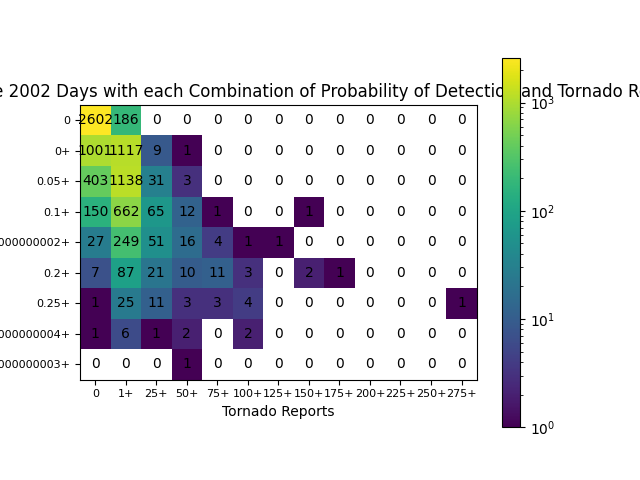 2002 Days with each Combination of Probability of Detection and Tornado
0 2602 186 0 0 0 0 0 0 0 0 0 0 0
0+ 1001 1117 9 1 0 0 0 0 0 0 0 0 0
0.05+ 403 1138 31 3 0 0 0 0 0 0 0 0 0
0.1+ 150 662 65 12 1 0 0 1 0 0 0 0 0
000000002+ 27 249 51 16 4 1 1 0 0 0 0 0 0
0.2+ 7 87 21 10 11 3 0 2 1 0 0 0 0
0.25+ 1 25 11 3 3 4 0 0 0 0 0 0 1
000000004+ 1 6 1 2 0 2 0 0 0 0 0 0 0
000000003+ 0 0 0 1 0 0 0 0 0 0 0 0 0
0 1+ 25+ 50+ 75+ 100+ 125+ 150+ 175+ 200+ 225+ 250+ 275+
Tornado Reports
10³
10²
10¹
10⁰